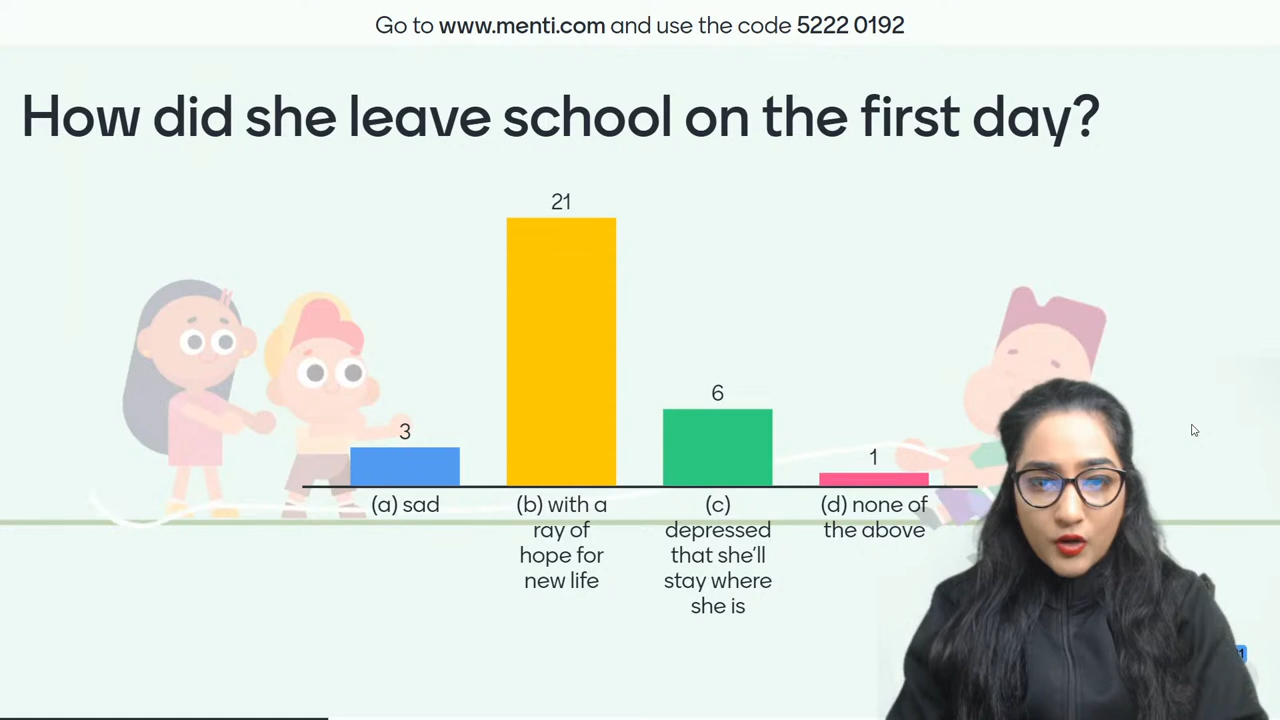 Go to www.menti.com and use the code 5222 0192
How did she leave school on the first day?
21
6
3
1
(a) sad
(b) with a
ray of
hope for
new life
(c)
depressed
that she'll
stay where
she is
(d) none of
the above